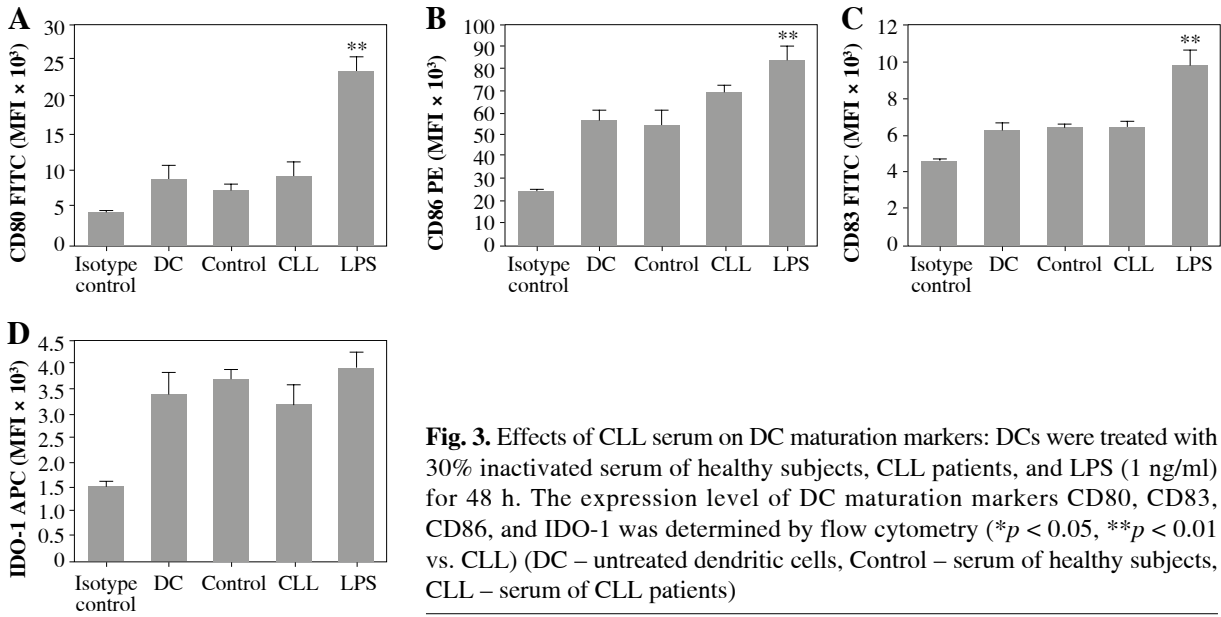 A
CD80 FITC (MFI × 10³)
30
25
20
15
10
5
0
**
Isotype control
DC
Control
CLL
LPS
B
CD86 PE (MFI × 10³)
100
90
80
70
60
50
40
30
20
10
0
**
Isotype control
DC
Control
CLL
LPS
C
CD83 FITC (MFI × 10³)
12
10
8
6
4
2
0
**
Isotype control
DC
Control
CLL
LPS
D
IDO-1 APC (MFI × 10³)
4.5
4.0
3.5
3.0
2.5
2.0
1.5
1.0
0.5
0
Isotype control
DC
Control
CLL
LPS
Fig. 3. Effects of CLL serum on DC maturation markers: DCs were treated with
30% inactivated serum of healthy subjects, CLL patients, and LPS (1 ng/ml)
for 48 h. The expression level of DC maturation markers CD80, CD83,
CD86, and IDO-1 was determined by flow cytometry (*p < 0.05, **p < 0.01
vs. CLL) (DC – untreated dendritic cells, Control – serum of healthy subjects,
CLL – serum of CLL patients)